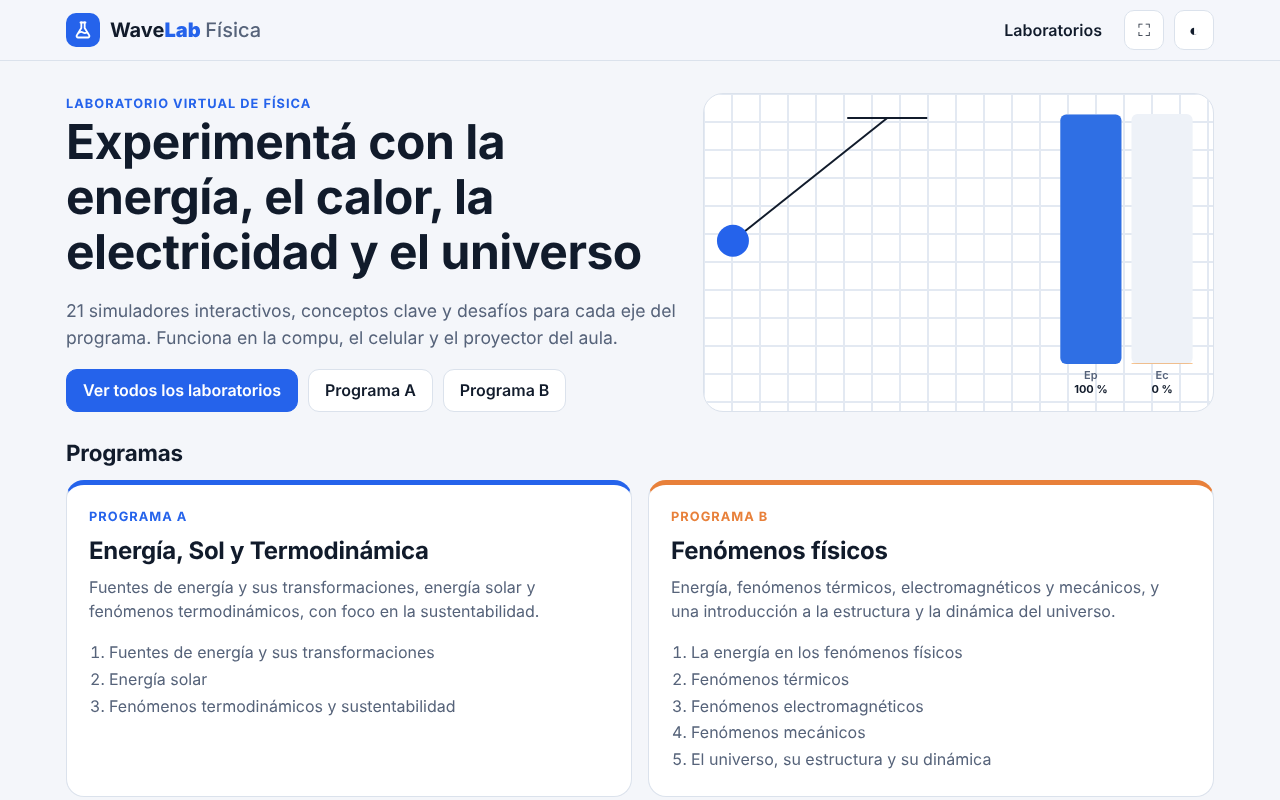 WaveLab Física
Laboratorios
LABORATORIO VIRTUAL DE FÍSICA
Experimentá con la
energía, el calor, la
electricidad y el universo
21 simuladores interactivos, conceptos clave y desafíos para cada eje del
programa. Funciona en la compu, el celular y el proyector del aula.
Ver todos los laboratorios
Programa A
Programa B
Ep
100 %
Ec
0 %
Programas
PROGRAMA A
Energía, Sol y Termodinámica
Fuentes de energía y sus transformaciones, energía solar y
fenómenos termodinámicos, con foco en la sustentabilidad.
1. Fuentes de energía y sus transformaciones
2. Energía solar
3. Fenómenos termodinámicos y sustentabilidad
PROGRAMA B
Fenómenos físicos
Energía, fenómenos térmicos, electromagnéticos y mecánicos, y
una introducción a la estructura y la dinámica del universo.
1. La energía en los fenómenos físicos
2. Fenómenos térmicos
3. Fenómenos electromagnéticos
4. Fenómenos mecánicos
5. El universo, su estructura y su dinámica